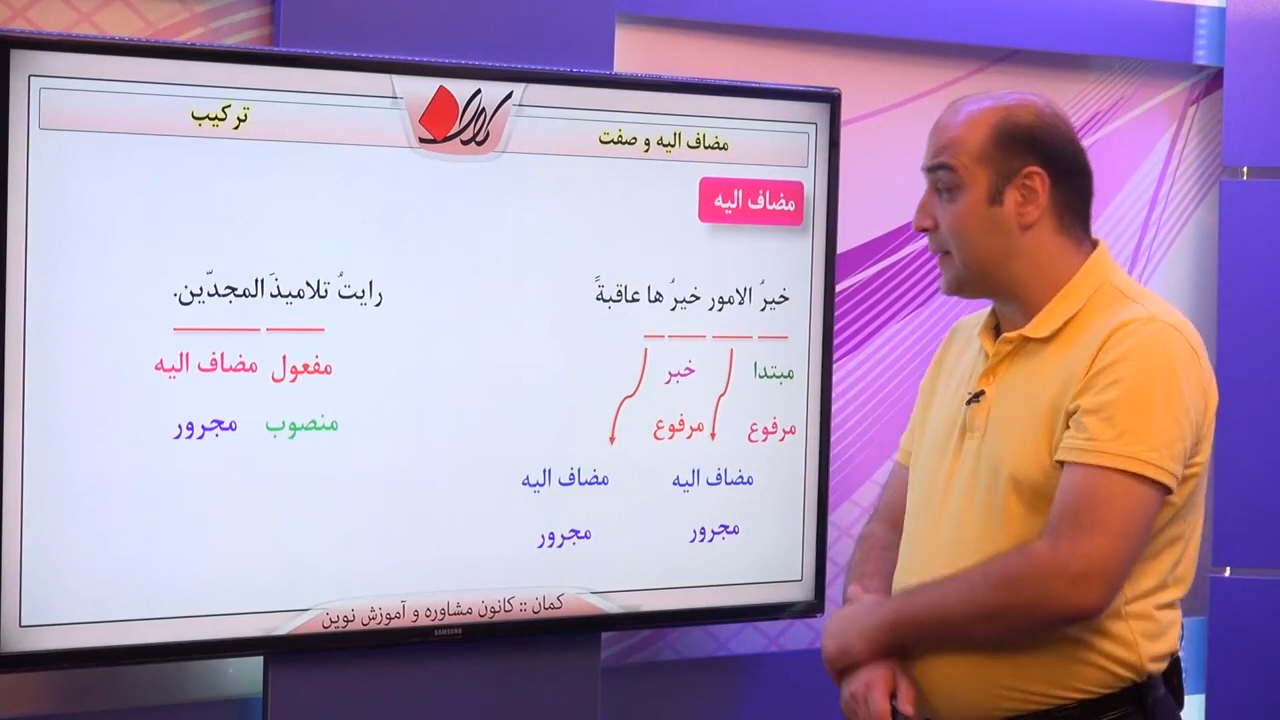 مضاف الیه و صفت
ترکیب
مضاف الیه
خیرُ الامور خیرُ ها عاقبةً
مبتدا خبر
مرفوع مرفوع
مضاف الیه مضاف الیه
مجرور مجرور
رایتُ تلامیذَ المجدّین.
مفعول مضاف الیه
منصوب مجرور
کمان :: کانون مشاوره و آموزش نوین
SAMSUNG